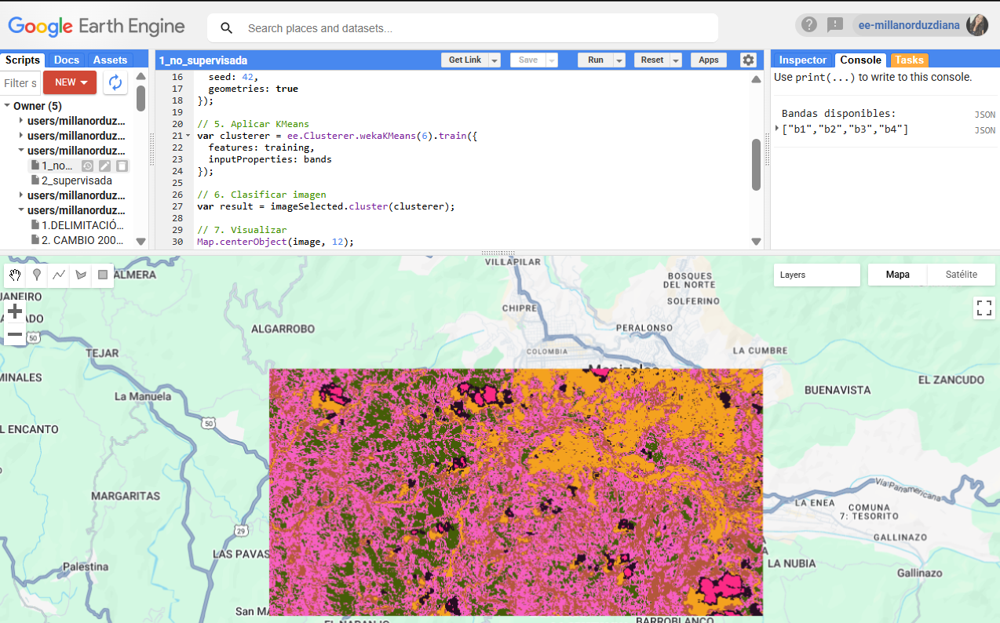 Google Earth Engine
Search places and datasets...
ee-millanorduzdiana
Scripts Docs Assets
Filter s
NEW
Owner (5)
users/millanorduz...
users/millanorduz...
users/millanorduz...
1_no...
2_supervisada
users/millanorduz...
users/millanorduz...
1.DELIMITACIÓ...
2. CAMBIO 200...
1_no_supervisada
Get Link
Save
Run
Reset
Apps
16 seed: 42,
17 geometries: true
18 });
19
20 // 5. Aplicar KMeans
21 var clusterer = ee.Clusterer.wekaKMeans(6).train({
22 features: training,
23 inputProperties: bands
24 });
25
26 // 6. Clasificar imagen
27 var result = imageSelected.cluster(clusterer);
28
29 // 7. Visualizar
30 Map.centerObject(image, 12);
Inspector Console Tasks
Use print(...) to write to this console.
Bandas disponibles:
JSON
["b1","b2","b3","b4"]
JSON
Layers
Mapa
Satélite
VILLAPILAR
ALMERA
BOSQUES
DEL NORTE
JANEIRO
SOLFERINO
CHIPRE
ALGARROBO
PERALONSO
50
TEJAR
COLOMBIA
LA CUMBRE
Manizales
MINALES
EL ZANCUDO
BUENAVISTA
La Manuela
50
L ENCANTO
MARGARITAS
Vía Panamericana
LA ENEA
COMUNA
7: TESORITO
29
GALLINAZO
LAS PAVAS
LA NUBIA
Palestina
Gallinazo
San MA
EL NARANJO
BARROBLANCO